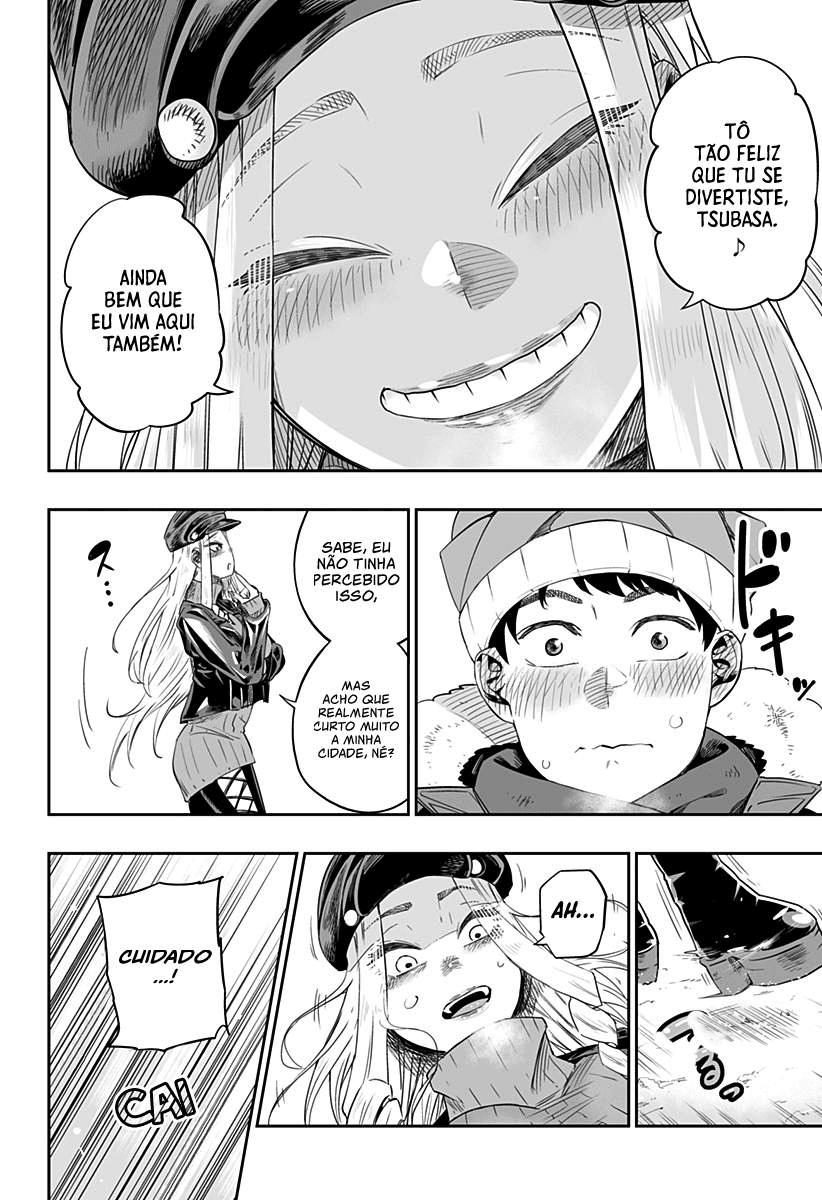 TÔ
TÃO FELIZ
QUE TU SE
DIVERTISTE,
TSUBASA.
♪
AINDA
BEM QUE
EU VIM AQUI
TAMBÉM!
ドキッ
SABE, EU
NÃO TINHA
PERCEBIDO
ISSO,
MAS
ACHO QUE
REALMENTE
CURTO MUITO
A MINHA
CIDADE, NÉ?
ス…
AH...
CUIDADO
...!
CAI